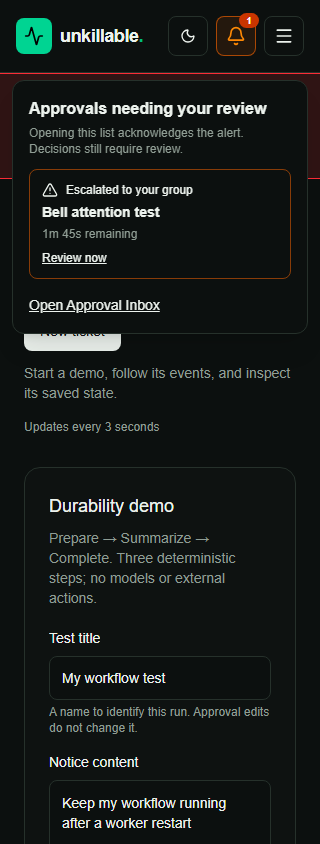 unkillable.
1
Approvals needing your review
Opening this list acknowledges the alert.
Decisions still require review.
Escalated to your group
Bell attention test
1m 45s remaining
Review now
Open Approval Inbox
Start a demo, follow its events, and inspect
its saved state.
Updates every 3 seconds
Durability demo
Prepare → Summarize →
Complete. Three deterministic
steps; no models or external
actions.
Test title
My workflow test
A name to identify this run. Approval edits
do not change it.
Notice content
Keep my workflow running
after a worker restart